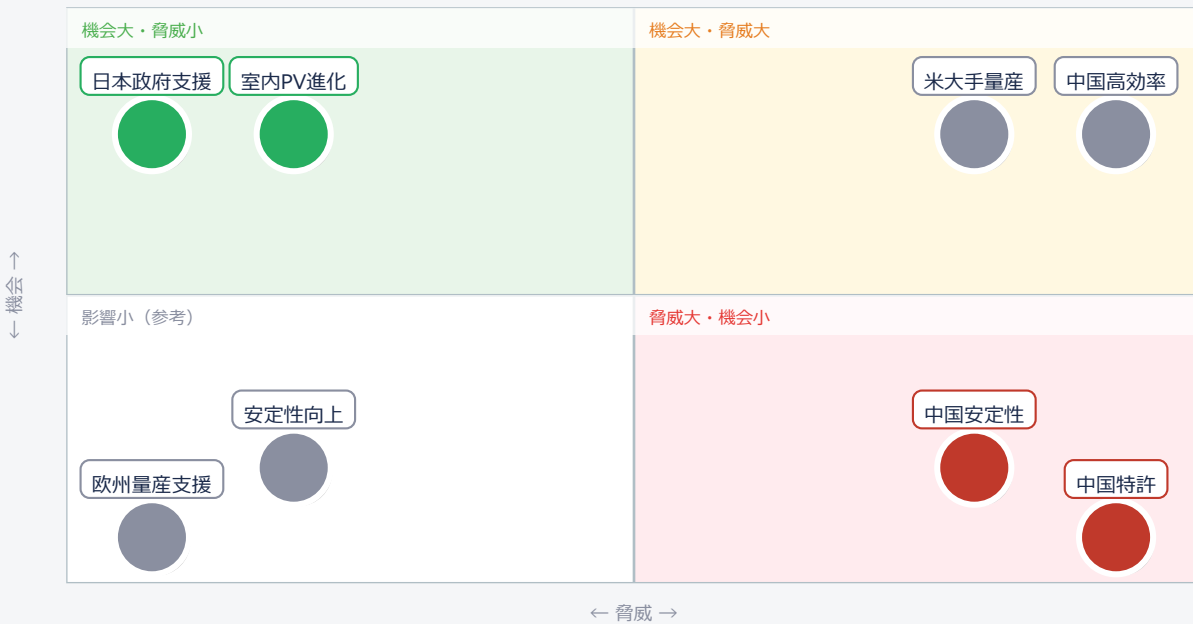 機会大・脅威小
機会大・脅威大
日本政府支援
室内PV進化
米大手量産
中国高効率
← 機会 →
影響小（参考）
脅威大・機会小
安定性向上
中国安定性
欧州量産支援
中国特許
← 脅威 →